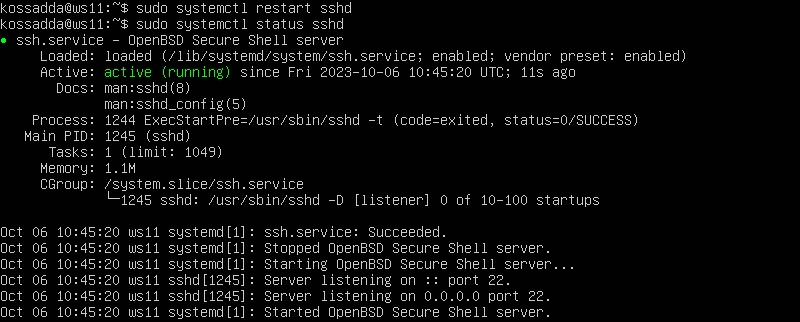 kossadda@ws11:~$ sudo systemctl restart sshd
kossadda@ws11:~$ sudo systemctl status sshd
● ssh.service - OpenBSD Secure Shell server
     Loaded: loaded (/lib/systemd/system/ssh.service; enabled; vendor preset: enabled)
     Active: active (running) since Fri 2023-10-06 10:45:20 UTC; 11s ago
       Docs: man:sshd(8)
             man:sshd_config(5)
    Process: 1244 ExecStartPre=/usr/sbin/sshd -t (code=exited, status=0/SUCCESS)
   Main PID: 1245 (sshd)
      Tasks: 1 (limit: 1049)
     Memory: 1.1M
     CGroup: /system.slice/ssh.service
             └─1245 sshd: /usr/sbin/sshd -D [listener] 0 of 10-100 startups

Oct 06 10:45:20 ws11 systemd[1]: ssh.service: Succeeded.
Oct 06 10:45:20 ws11 systemd[1]: Stopped OpenBSD Secure Shell server.
Oct 06 10:45:20 ws11 systemd[1]: Starting OpenBSD Secure Shell server...
Oct 06 10:45:20 ws11 sshd[1245]: Server listening on :: port 22.
Oct 06 10:45:20 ws11 sshd[1245]: Server listening on 0.0.0.0 port 22.
Oct 06 10:45:20 ws11 systemd[1]: Started OpenBSD Secure Shell server.